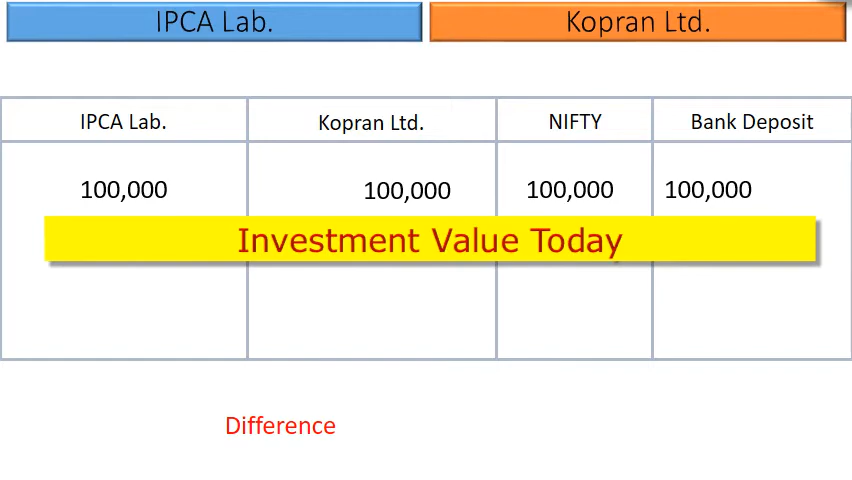 IPCA Lab.
Kopran Ltd.
IPCA Lab. Kopran Ltd. NIFTY Bank Deposit
100,000 100,000 100,000 100,000
Investment Value Today
Difference